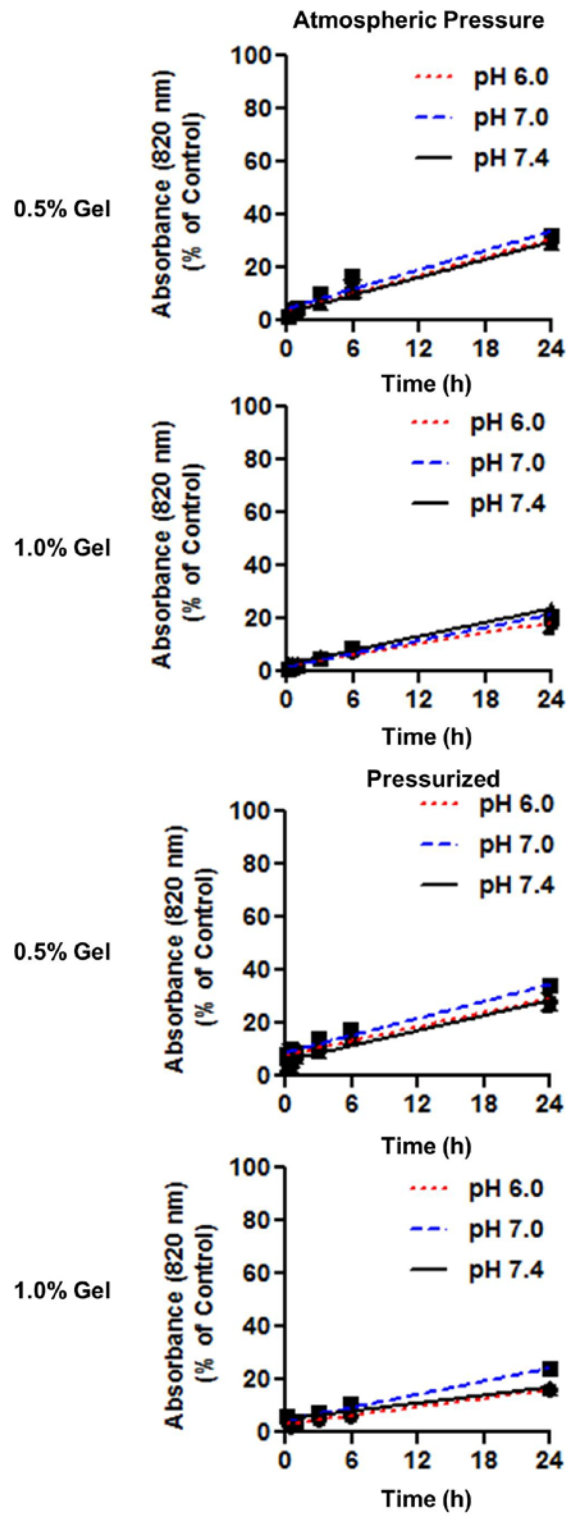 Atmospheric Pressure
0.5% Gel
Absorbance (820 nm)
(% of Control)
100
80
60
40
20
0
pH 6.0
pH 7.0
pH 7.4
0 6 12 18 24
Time (h)
1.0% Gel
Absorbance (820 nm)
(% of Control)
100
80
60
40
20
0
pH 6.0
pH 7.0
pH 7.4
0 6 12 18 24
Time (h)
Pressurized
0.5% Gel
Absorbance (820 nm)
(% of Control)
100
80
60
40
20
0
pH 6.0
pH 7.0
pH 7.4
0 6 12 18 24
Time (h)
1.0% Gel
Absorbance (820 nm)
(% of Control)
100
80
60
40
20
0
pH 6.0
pH 7.0
pH 7.4
0 6 12 18 24
Time (h)